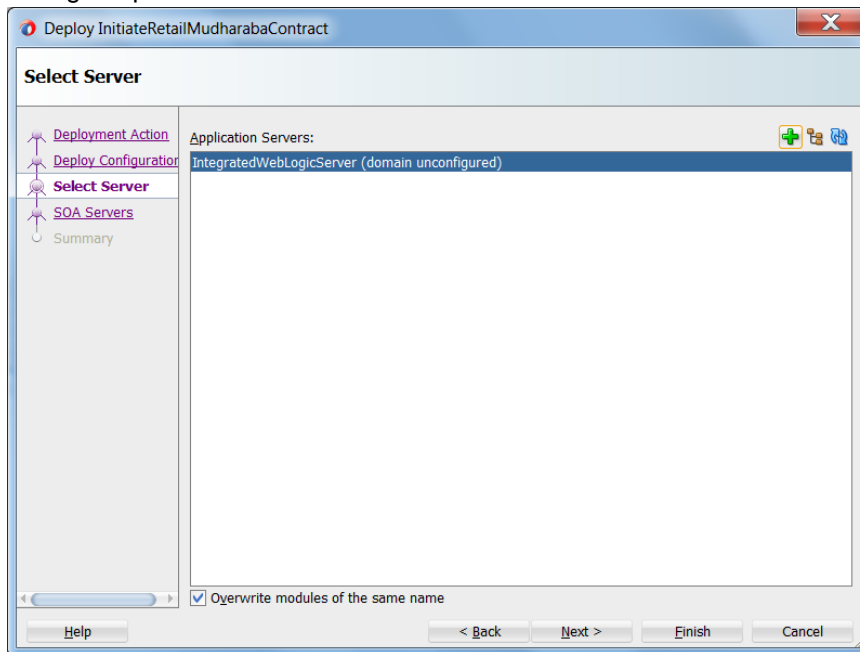 Deploy InitiateRetailMudharabaContract
Select Server
Deployment Action
Deploy Configuration
Select Server
SOA Servers
Summary
Application Servers:
IntegratedWebLogicServer (domain unconfigured)
Overwrite modules of the same name
Help
< Back
Next >
Finish
Cancel